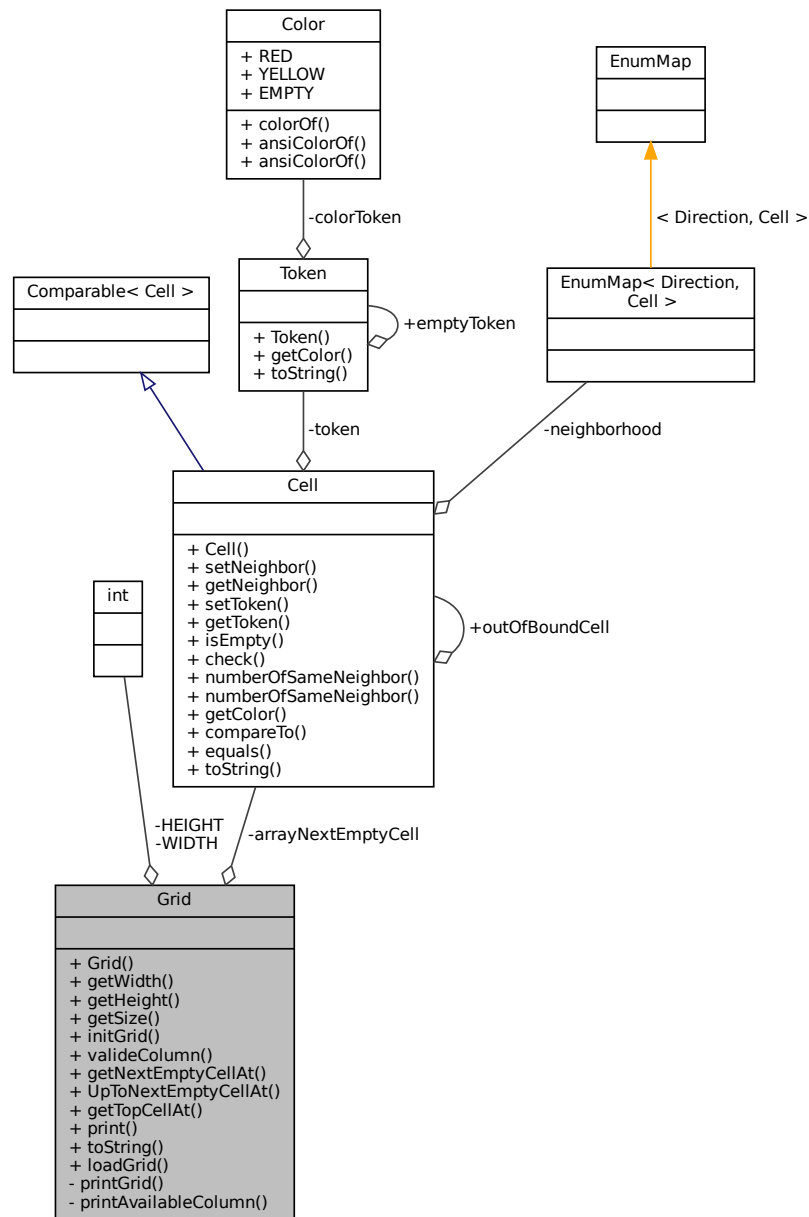 Color
+ RED
+ YELLOW
+ EMPTY
+ colorOf()
+ ansiColorOf()
+ ansiColorOf()
EnumMap
-colorToken
< Direction, Cell >
Token
+ Token()
+ getColor()
+ toString()
+emptyToken
Comparable< Cell >
EnumMap< Direction,
Cell >
-token
-neighborhood
Cell
+ Cell()
+ setNeighbor()
+ getNeighbor()
+ setToken()
+ getToken()
+ isEmpty()
+ check()
+ numberOfSameNeighbor()
+ numberOfSameNeighbor()
+ getColor()
+ compareTo()
+ equals()
+ toString()
+outOfBoundCell
int
-HEIGHT
-WIDTH
-arrayNextEmptyCell
Grid
+ Grid()
+ getWidth()
+ getHeight()
+ getSize()
+ initGrid()
+ valideColumn()
+ getNextEmptyCellAt()
+ UpToNextEmptyCellAt()
+ getTopCellAt()
+ print()
+ toString()
+ loadGrid()
- printGrid()
- printAvailableColumn()